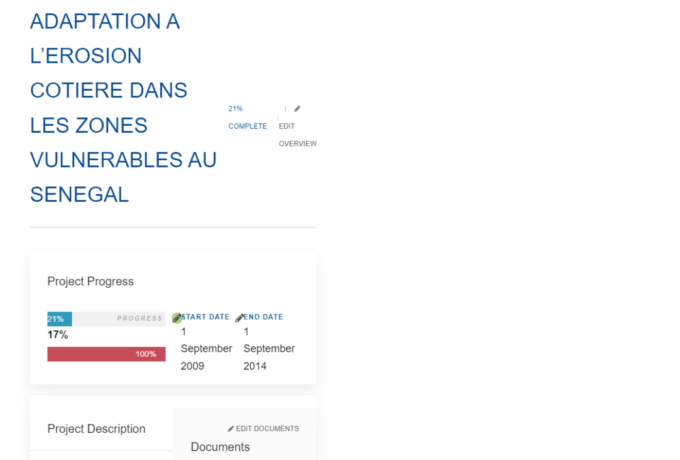 ADAPTATION A
L’EROSION
COTIERE DANS
LES ZONES
VULNERABLES AU
SENEGAL
21%
COMPLETE
|
EDIT
OVERVIEW
Project Progress
21%
PROGRESS
17%
100%
START DATE
1
September
2009
END DATE
1
September
2014
Project Description
EDIT DOCUMENTS
Documents